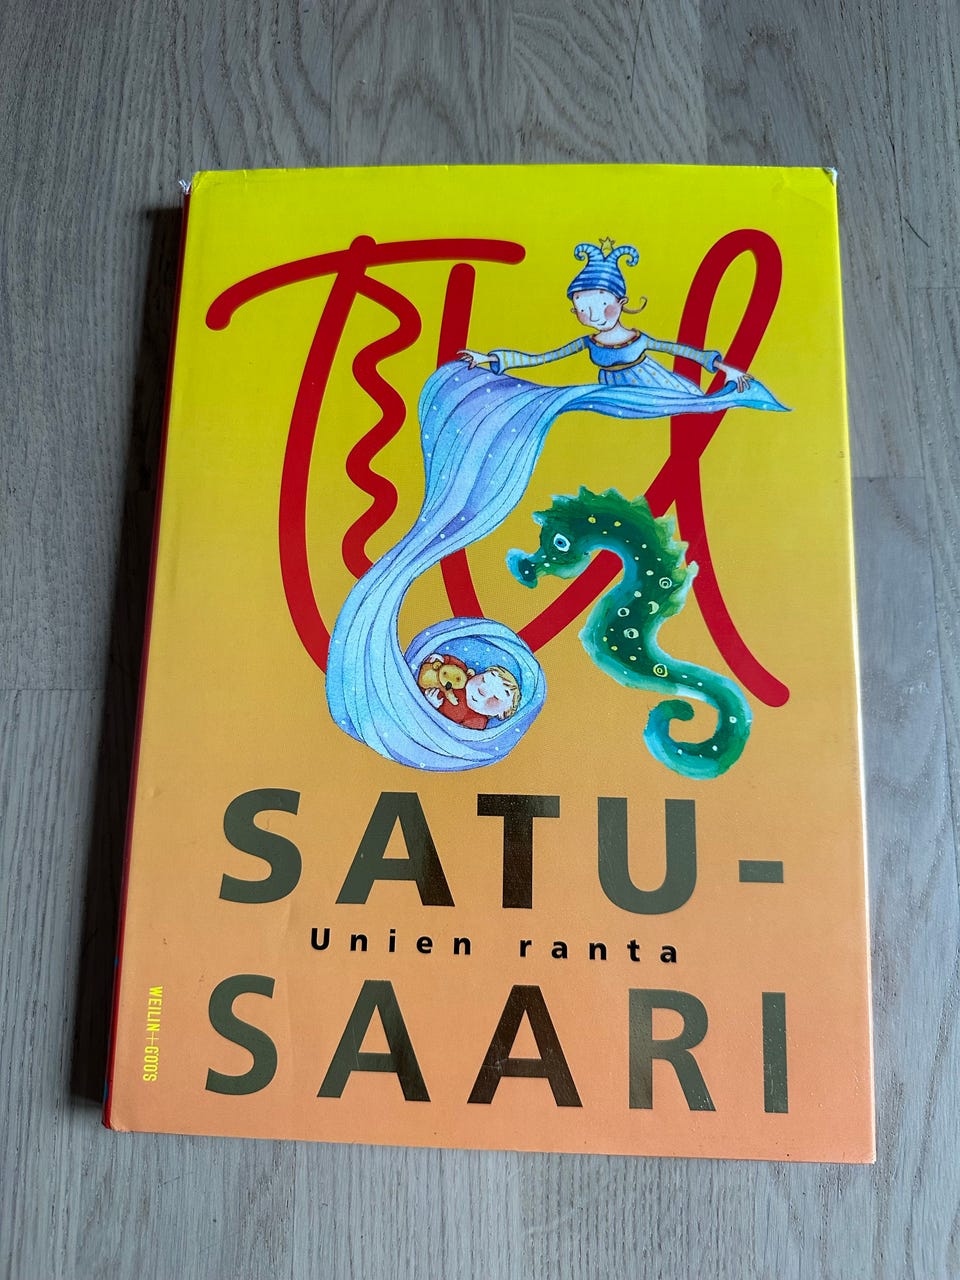 SATU-
Unien ranta
SAARI
WEILIN+GÖÖS